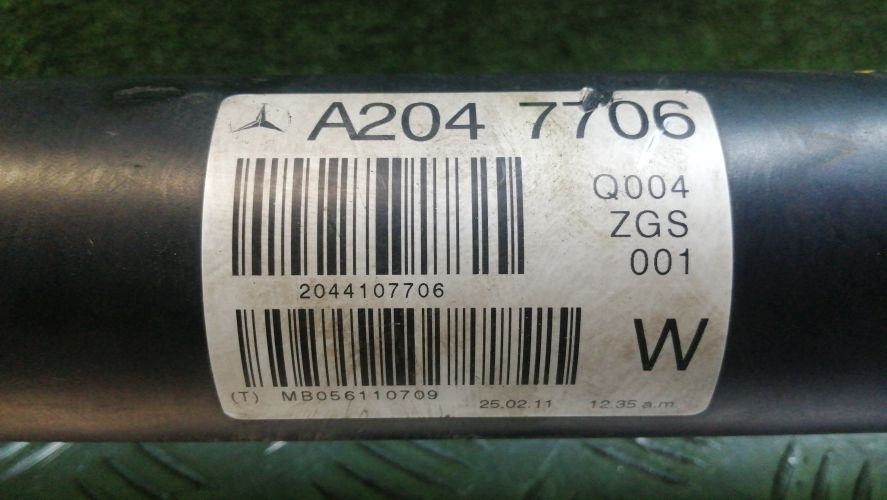 A204 7706
Q004
ZGS
001
2044107706
W
(T) MB056110709 25.02.11 12.35 a.m.